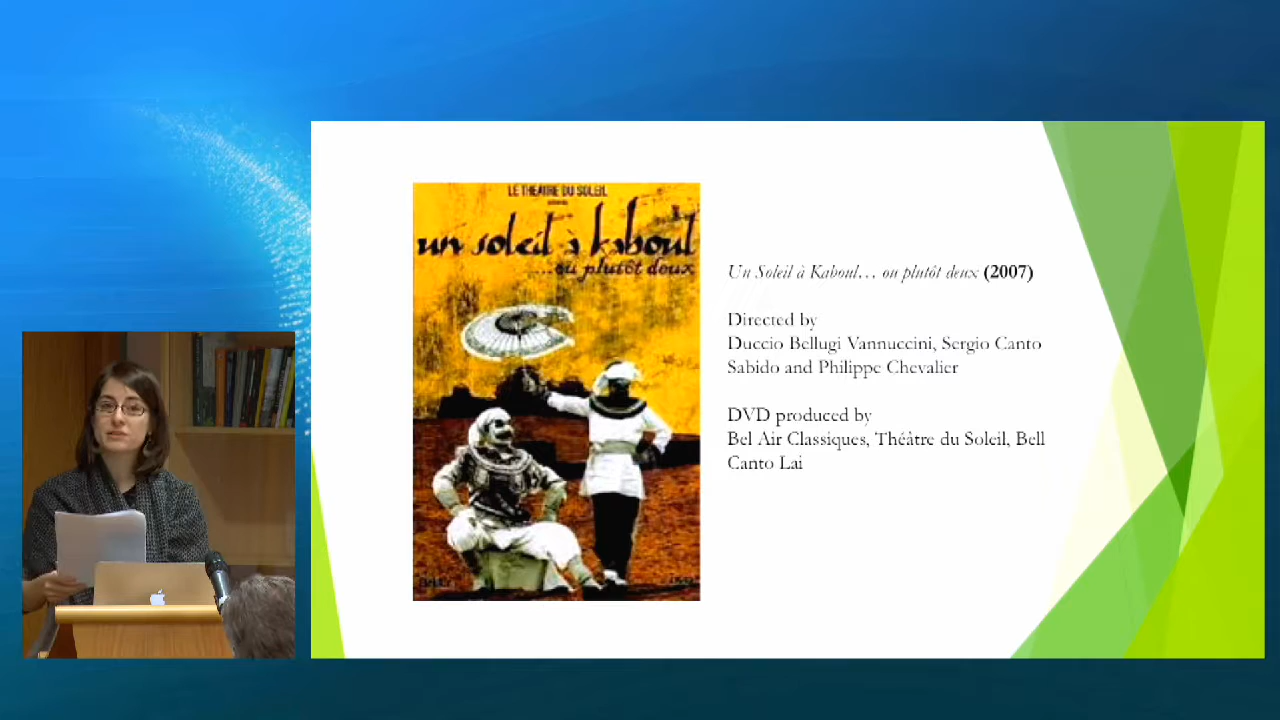 LE THEATRE DU SOLEIL
un soleil à kaboul
....ou plutôt deux
Un Soleil à Kaboul… ou plutôt deux (2007)
Directed by
Duccio Bellugi Vannuccini, Sergio Canto
Sabido and Philippe Chevalier
DVD produced by
Bel Air Classiques, Théâtre du Soleil, Bell
Canto Lai